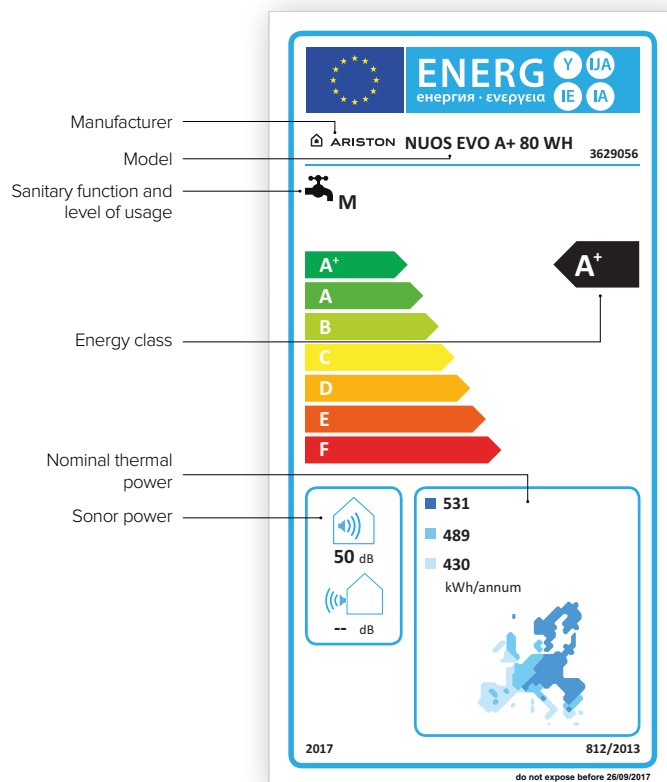 ENERG
Y
IJA
IE
IA
енергия · ενεργεια
Manufacturer
ARISTON
NUOS EVO A+ 80 WH
3629056
Model
Sanitary function and
level of usage
M
A+
A+
A
B
C
D
E
F
Energy class
Nominal thermal
power
Sonor power
50 dB
-- dB
531
489
430
kWh/annum
2017
812/2013
do not expose before 26/09/2017